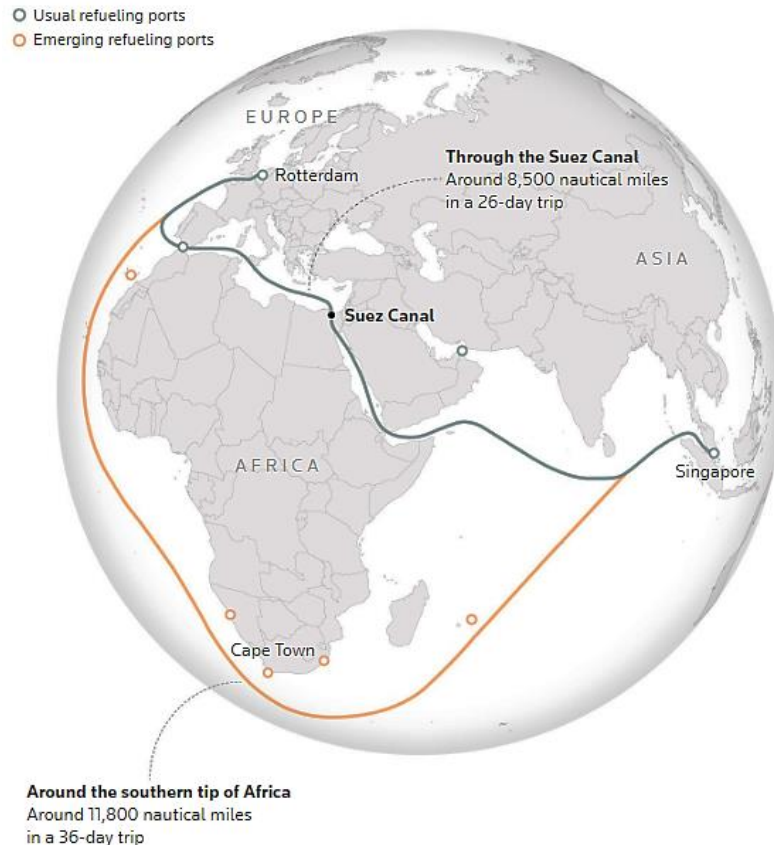 Usual refueling ports
Emerging refueling ports
EUROPE
Rotterdam
Through the Suez Canal
Around 8,500 nautical miles
in a 26-day trip
ASIA
Suez Canal
AFRICA
Singapore
Cape Town
Around the southern tip of Africa
Around 11,800 nautical miles
in a 36-day trip